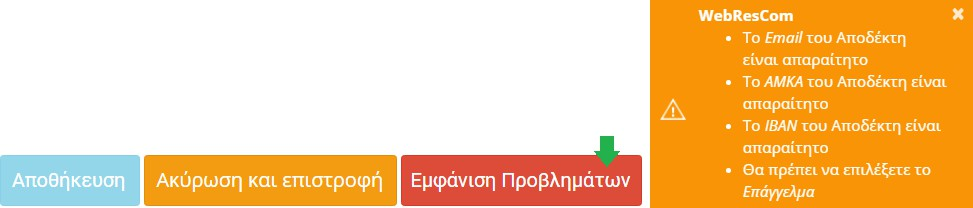 WebResCom
Το Email του Αποδέκτη
είναι απαραίτητο
Το ΑΜΚΑ του Αποδέκτη είναι
απαραίτητο
Το IBAN του Αποδέκτη είναι
απαραίτητο
Θα πρέπει να επιλέξετε το
Επάγγελμα
Αποθήκευση
Ακύρωση και επιστροφή
Εμφάνιση Προβλημάτων